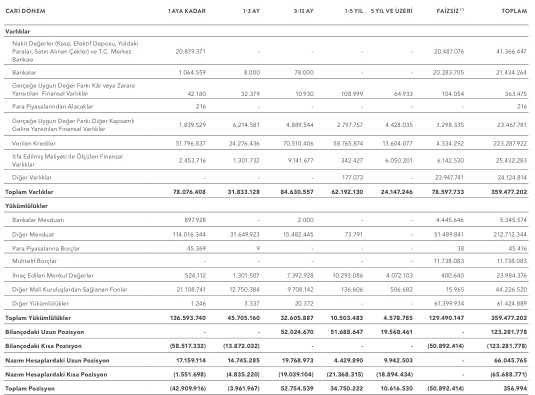 CARİ DÖNEM 1 AYA KADAR 1-3 AY 3-12 AY 1-5 YIL 5 YIL VE ÜZERİ FAİZSİZ (*) TOPLAM
Varlıklar
Nakit Değerler (Kasa, Efektif Deposu, Yoldaki
Paralar, Satın Alınan Çekler) ve T.C. Merkez
Bankası 20.879.371 - - - - 20.487.076 41.366.447
Bankalar 1.064.559 8.000 78.000 - - 20.283.705 21.434.264
Gerçeğe Uygun Değer Farkı Kâr veya Zarara
Yansıtılan Finansal Varlıklar 42.180 32.379 10.930 108.999 64.933 104.054 363.475
Para Piyasalarından Alacaklar 216 - - - - - 216
Gerçeğe Uygun Değer Farkı Diğer Kapsamlı
Gelire Yansıtılan Finansal Varlıklar 1.839.529 6.214.581 4.889.544 2.797.757 4.428.035 3.298.335 23.467.781
Verilen Krediler 51.796.837 24.276.436 70.510.406 58.765.874 13.604.077 4.334.292 223.287.922
İtfa Edilmiş Maliyeti ile Ölçülen Finansal
Varlıklar 2.453.716 1.301.732 9.141.677 342.427 6.050.201 6.142.530 25.432.283
Diğer Varlıklar - - - 177.073 - 23.947.741 24.124.814
Toplam Varlıklar 78.076.408 31.833.128 84.630.557 62.192.130 24.147.246 78.597.733 359.477.202
Yükümlülükler
Bankalar Mevduatı 897.928 - 2.000 - - 4.445.646 5.345.574
Diğer Mevduat 114.016.344 31.649.923 15.482.445 73.791 - 51.489.841 212.712.344
Para Piyasalarına Borçlar 45.369 9 - - - 38 45.416
Muhtelif Borçlar - - - - - 11.738.083 11.738.083
İhraç Edilen Menkul Değerler 524.112 1.301.507 7.392.928 10.293.086 4.072.103 400.640 23.984.376
Diğer Mali Kuruluşlardan Sağlanan Fonlar 21.108.741 12.750.384 9.708.142 136.606 506.682 15.965 44.226.520
Diğer Yükümlülükler 1.246 3.337 20.372 - - 61.399.934 61.424.889
Toplam Yükümlülükler 136.593.740 45.705.160 32.605.887 10.503.483 4.578.785 129.490.147 359.477.202
Bilançodaki Uzun Pozisyon - - 52.024.670 51.688.647 19.568.461 - 123.281.778
Bilançodaki Kısa Pozisyon (58.517.332) (13.872.032) - - - (50.892.414) (123.281.778)
Nazım Hesaplardaki Uzun Pozisyon 17.159.114 14.745.285 19.768.973 4.429.890 9.942.503 - 66.045.765
Nazım Hesaplardaki Kısa Pozisyon (1.551.698) (4.835.220) (19.039.104) (21.368.315) (18.894.434) - (65.688.771)
Toplam Pozisyon (42.909.916) (3.961.967) 52.754.539 34.750.222 10.616.530 (50.892.414) 356.994